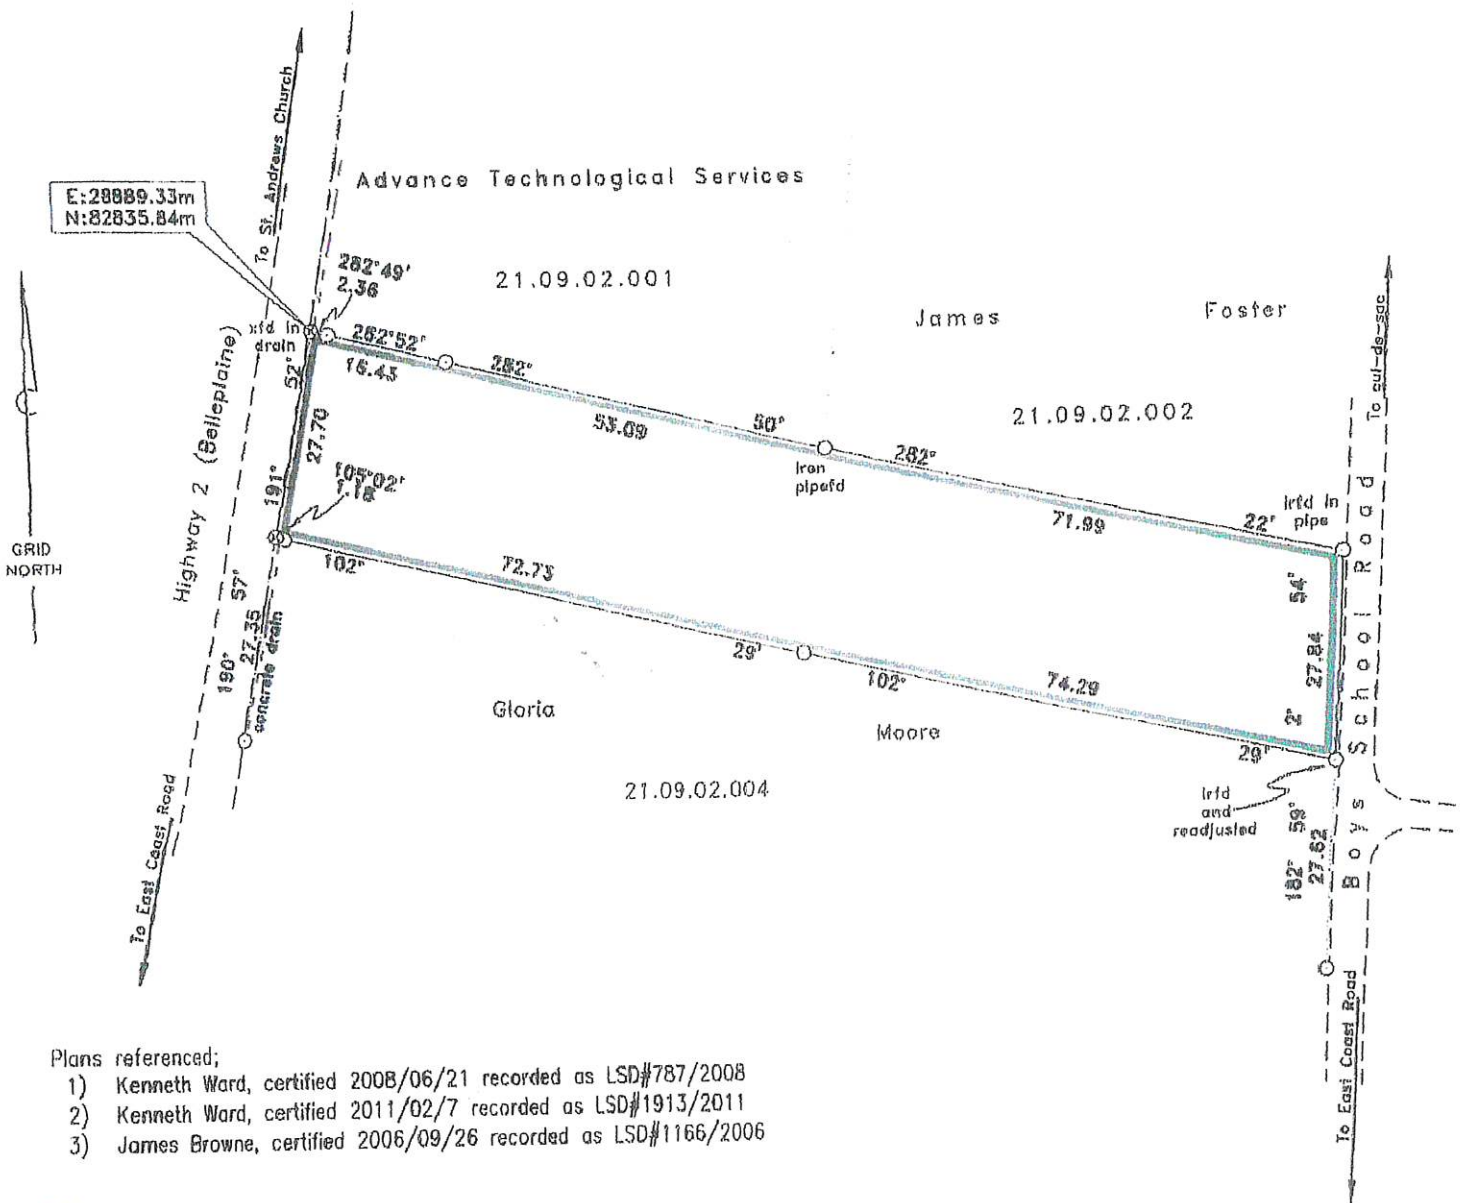 To St. Andrews Church
Advance Technological Services
E:28889.33m
N:82835.84m
282°49'
2.36
21.09.02.001
James Foster
xfd in
drain
282°52'
16.43
282° 50'
53.09
21.09.02.002
To cul-de-sac
Iron
pipefd
282° 22'
71.99
Irfd in
pipe
Highway 2 (Belleplaine)
191° 52'
27.70
105°02'
1.18
GRID
NORTH
102° 29'
72.73
102° 29'
74.29
2° 54'
27.84
Boys School Road
190° 57'
27.35
concrete drain
Gloria Moore
21.09.02.004
Irfd
and
readjusted
182° 59'
27.62
To East Coast Road
To East Coast Road
Plans referenced;
1) Kenneth Ward, certified 2008/06/21 recorded as LSD#787/2008
2) Kenneth Ward, certified 2011/02/7 recorded as LSD#1913/2011
3) James Browne, certified 2006/09/26 recorded as LSD#1166/2006